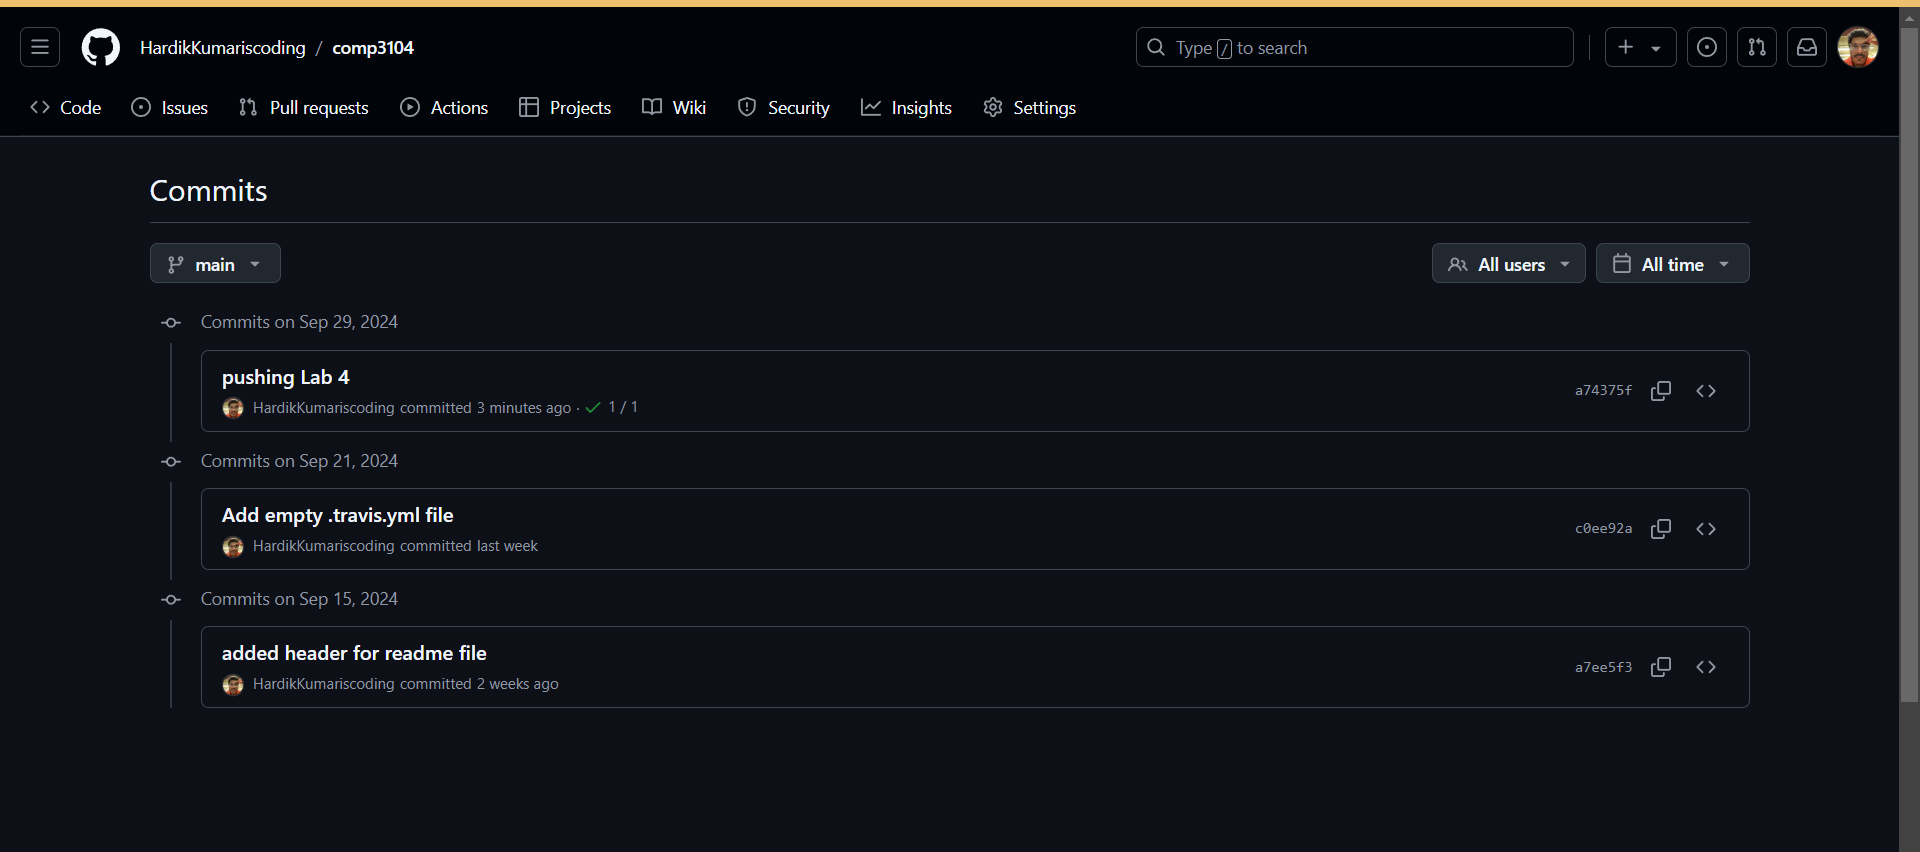 HardikKumariscoding / comp3104
Type / to search
Code Issues Pull requests Actions Projects Wiki Security Insights Settings
Commits
main All users All time
Commits on Sep 29, 2024
pushing Lab 4
HardikKumariscoding committed 3 minutes ago · 1 / 1
a74375f
Commits on Sep 21, 2024
Add empty .travis.yml file
HardikKumariscoding committed last week
c0ee92a
Commits on Sep 15, 2024
added header for readme file
HardikKumariscoding committed 2 weeks ago
a7ee5f3